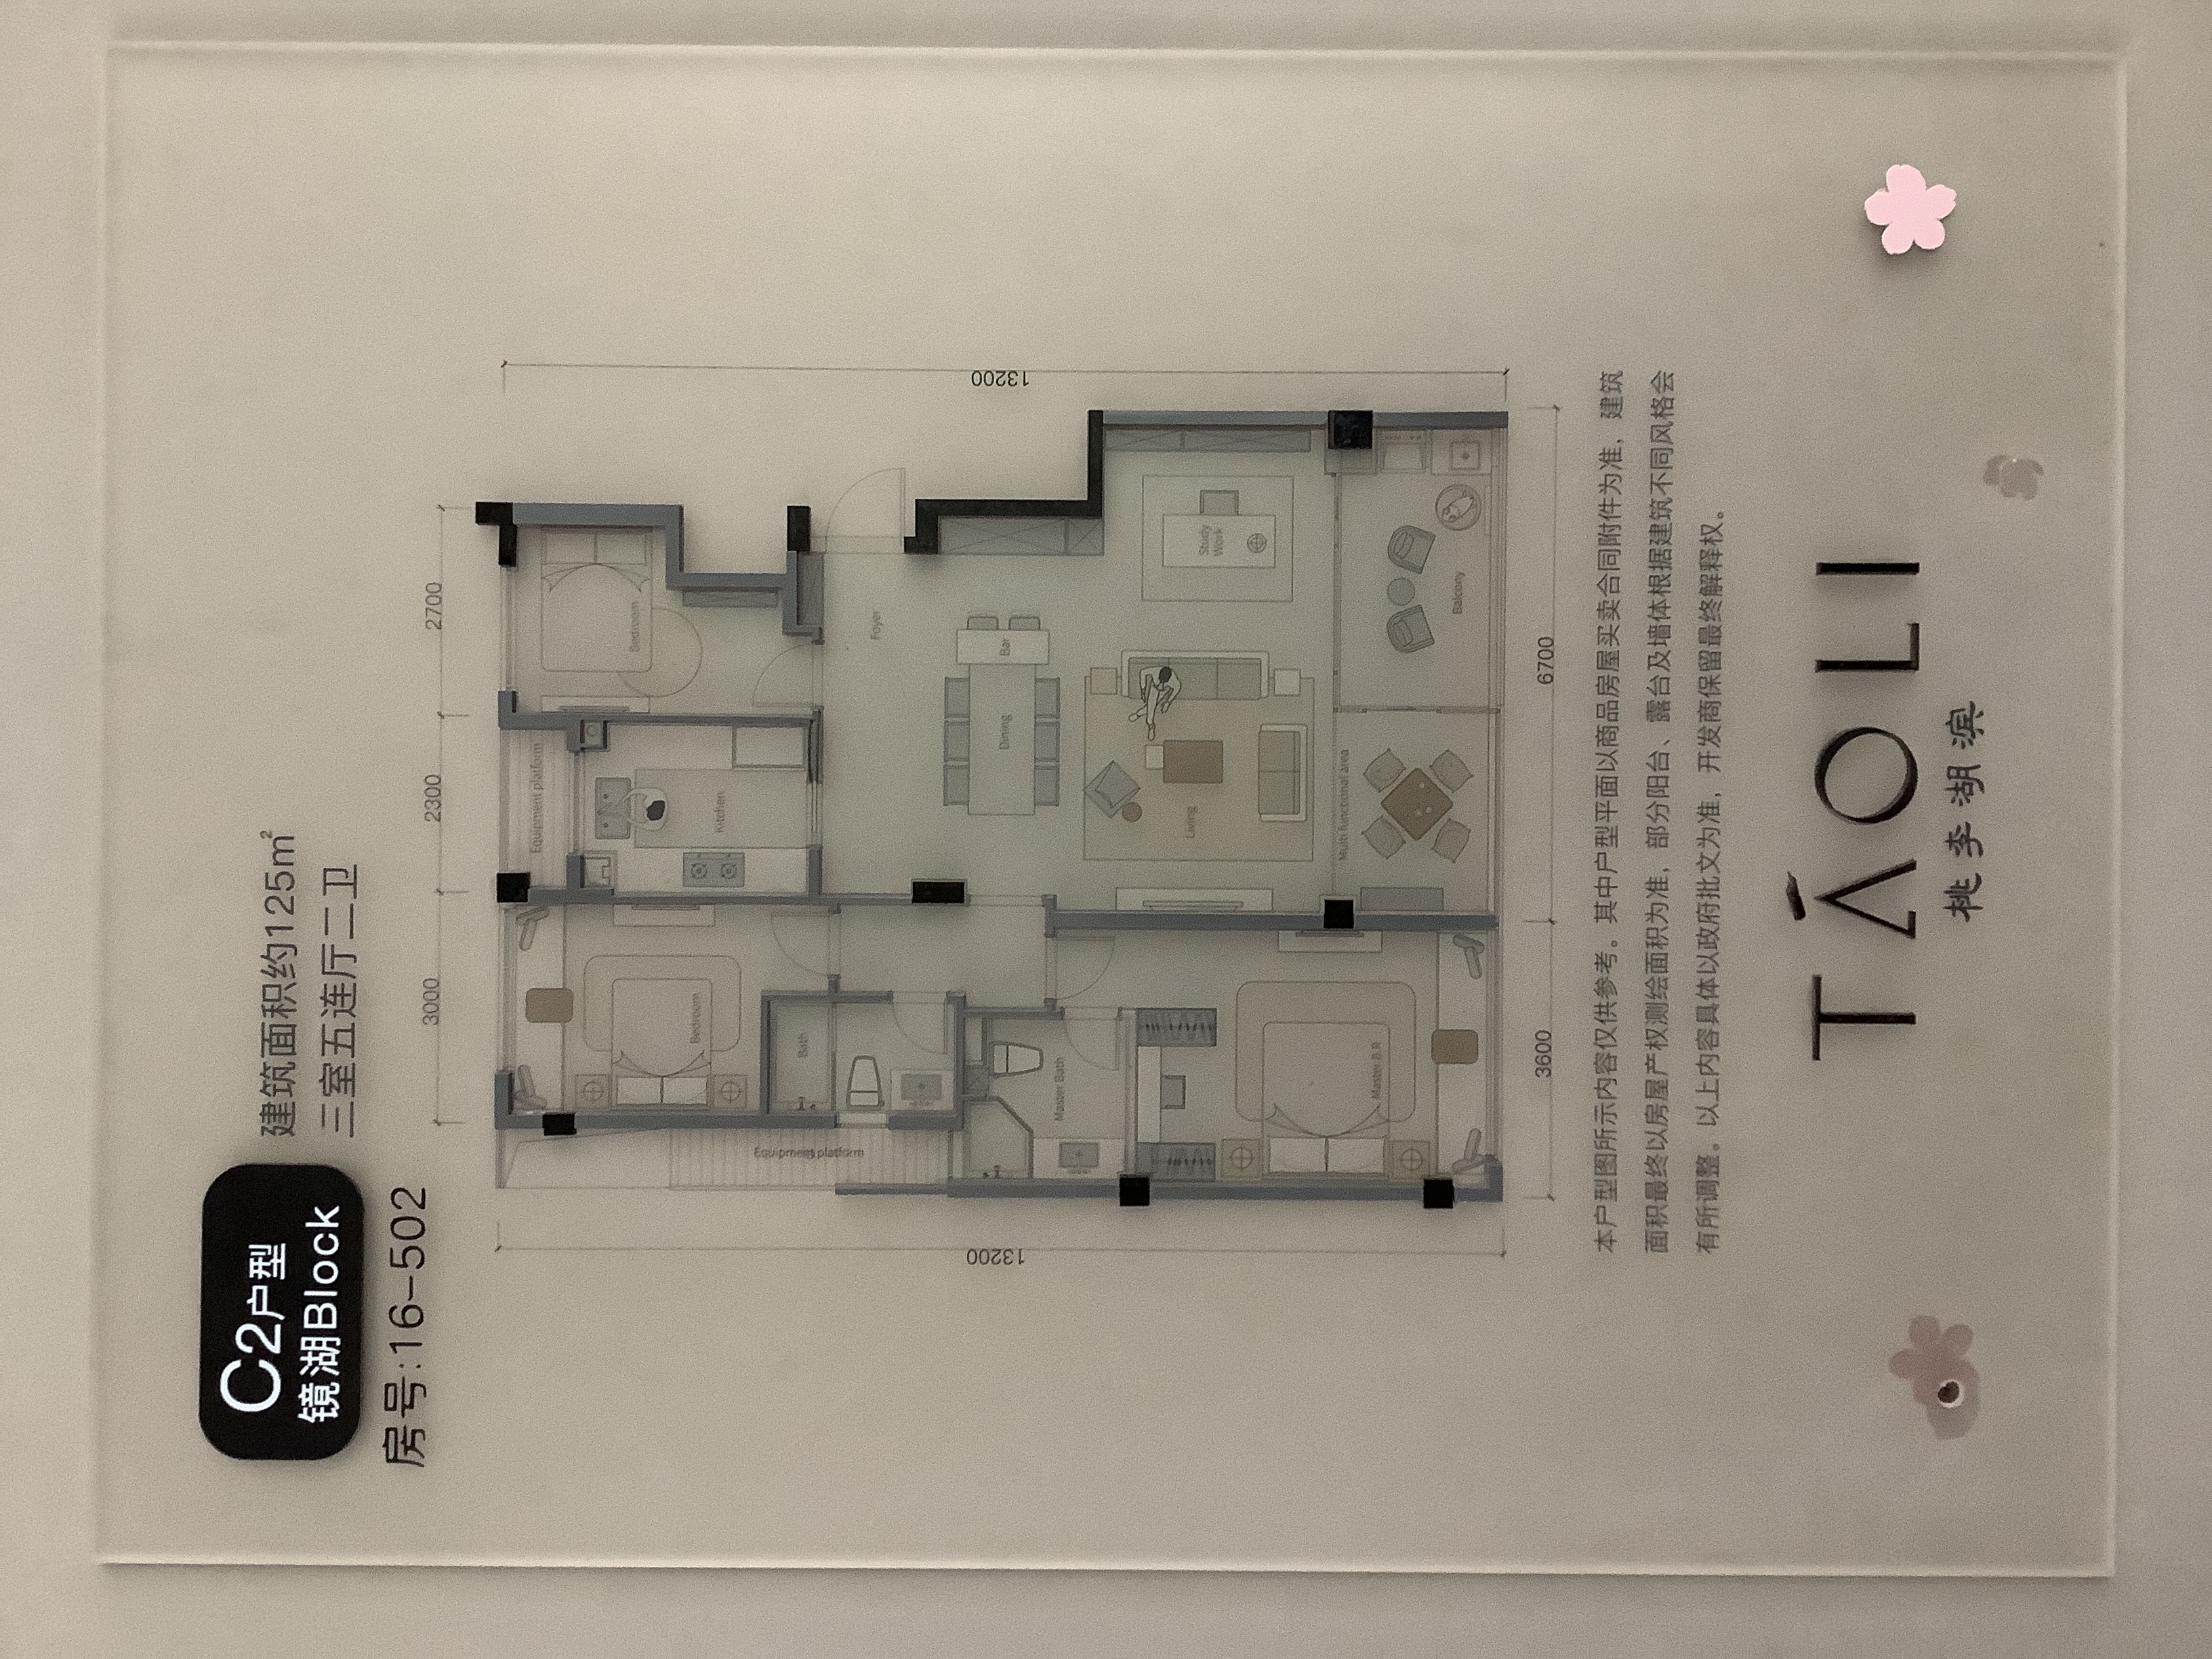 C2户型
镜湖Block
建筑面积约125㎡
三室五连厅二卫
房号:16-502
3000
2300
2700
Equipment platform
Bedroom
Bedroom
Kitchen
Equipment platform
Bath
Foyer
13200
13200
Dining
Bar
Master Bath
Living
Study
Work
Multi functional area
Master B.R
Balcony
3600
6700
本户型图所示内容仅供参考。其中户型平面以商品房屋买卖合同附件为准，建筑
面积最终以房屋产权测绘面积为准，部分阳台、露台及墙体根据建筑不同风格会
有所调整。以上内容具体以政府批文为准，开发商保留最终解释权。
TÁOLI
桃李湖滨